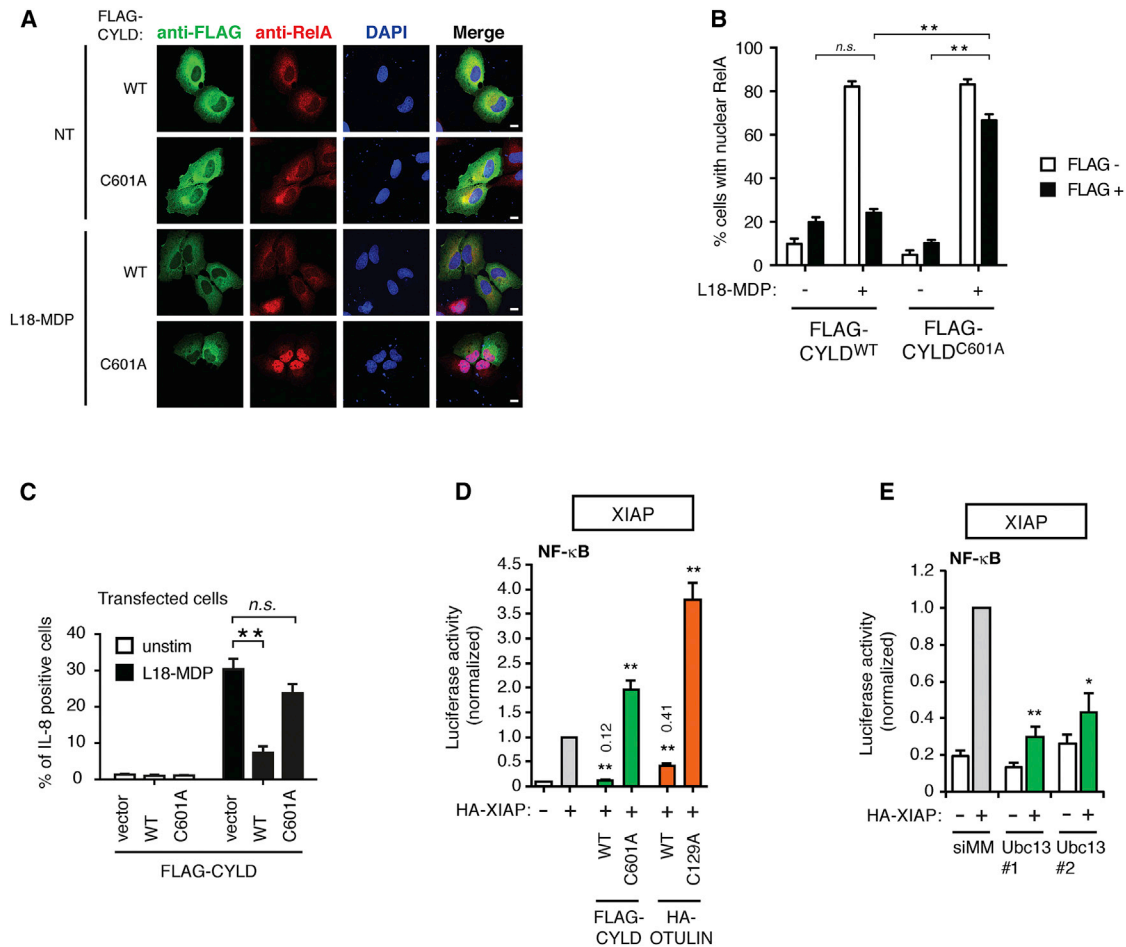 A
FLAG-
CYLD:
anti-FLAG
anti-RelA
DAPI
Merge
NT
WT
C601A
L18-MDP
WT
C601A
B
% cells with nuclear RelA
100
80
60
40
20
0
n.s.
**
**
FLAG -
FLAG +
L18-MDP: - + - +
FLAG-
CYLDWT
FLAG-
CYLDC601A
C
Transfected cells
unstim
L18-MDP
n.s.
**
% of IL-8 positive cells
40
30
20
10
0
vector
WT
C601A
vector
WT
C601A
FLAG-CYLD
D
XIAP
NF-κB
Luciferase activity
(normalized)
4.5
4.0
3.5
3.0
2.5
2.0
1.5
1.0
0.5
0
** 0.12
**
** 0.41
**
HA-XIAP: – + + + + +
WT
C601A
WT
C129A
FLAG-
CYLD
HA-
OTULIN
E
XIAP
NF-κB
Luciferase activity
(normalized)
1.2
1.0
0.8
0.6
0.4
0.2
0
**
*
HA-XIAP: – + – + – +
siMM
Ubc13
#1
Ubc13
#2